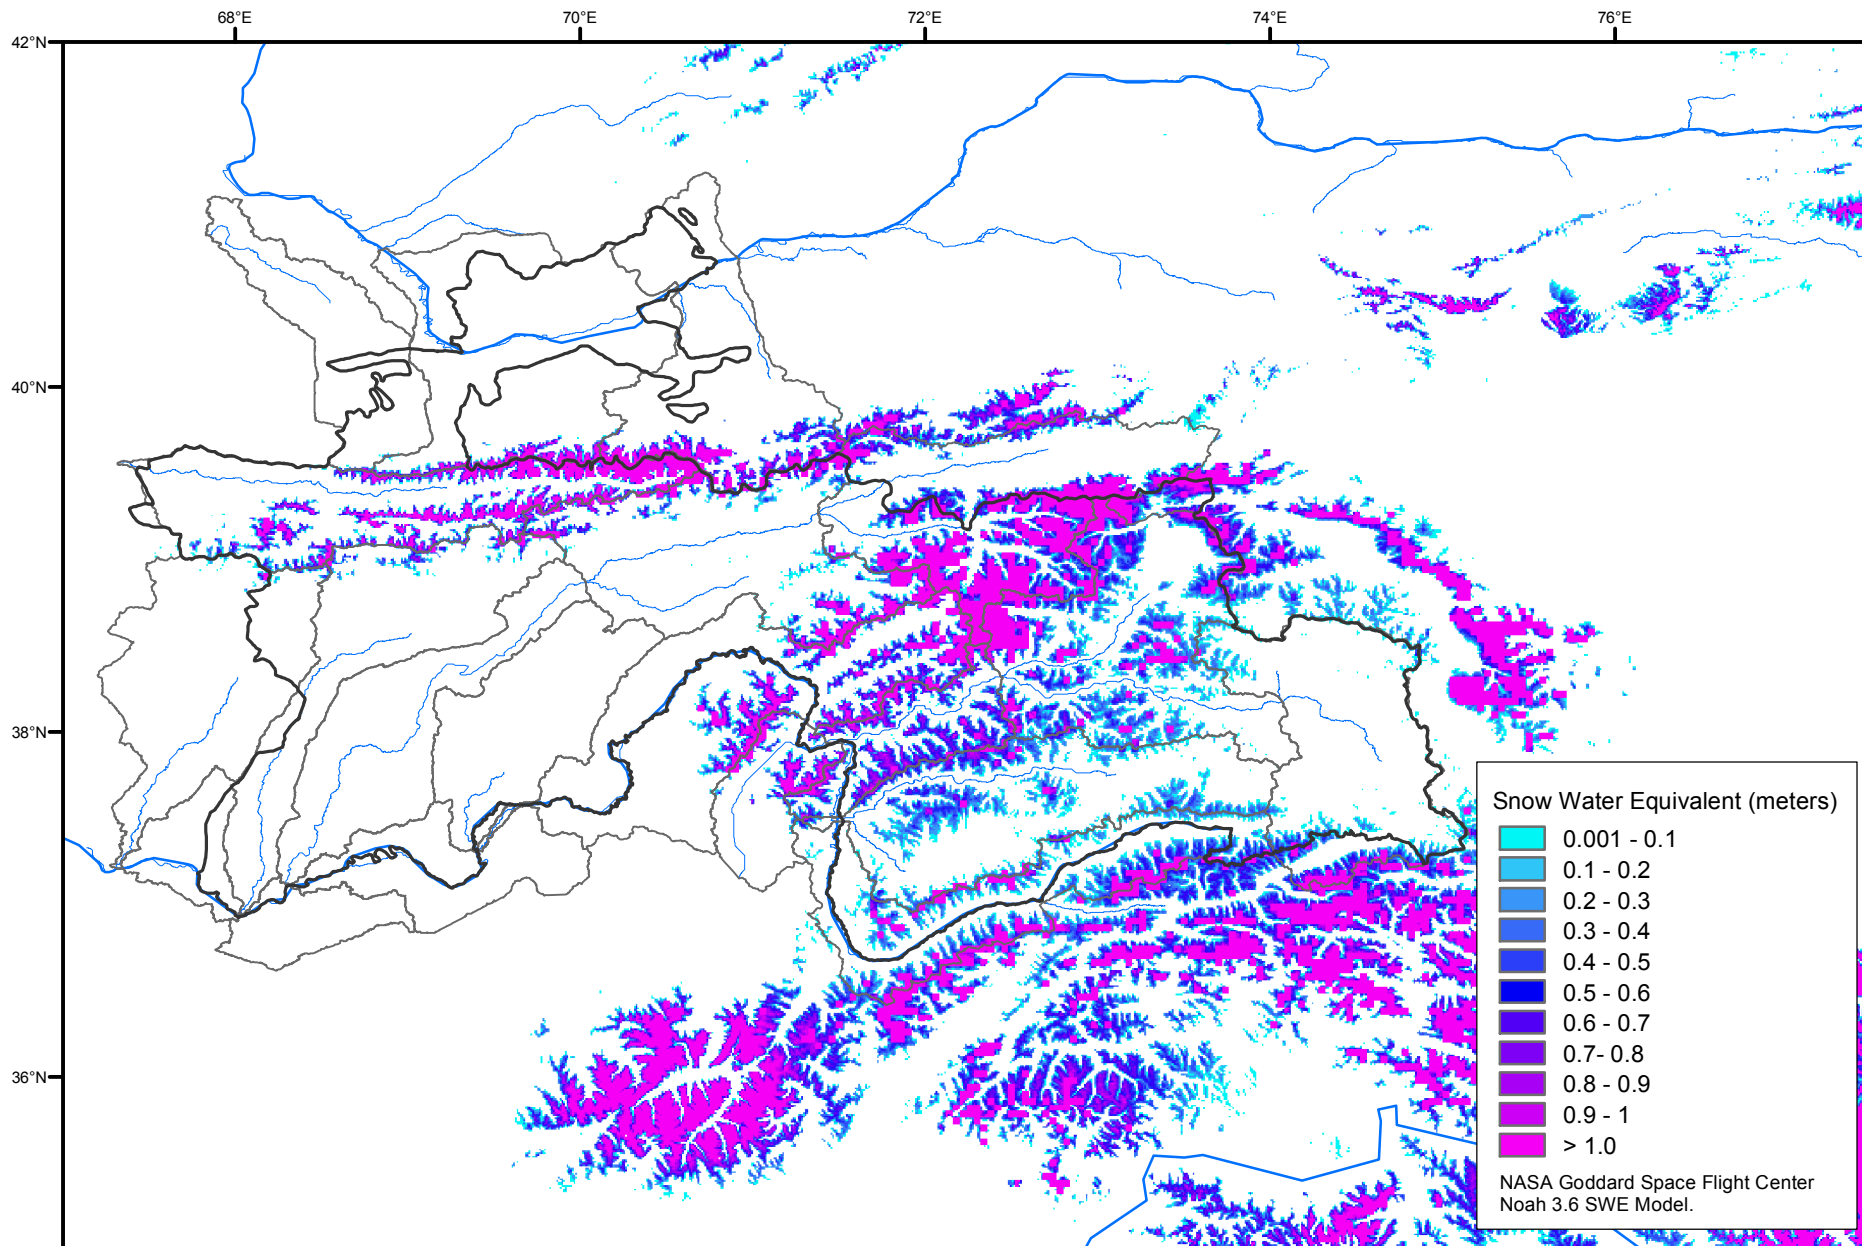 68°E
70°E
72°E
74°E
76°E
42°N
40°N
38°N
36°N
Snow Water Equivalent (meters)
0.001 - 0.1
0.1 - 0.2
0.2 - 0.3
0.3 - 0.4
0.4 - 0.5
0.5 - 0.6
0.6 - 0.7
0.7- 0.8
0.8 - 0.9
0.9 - 1
> 1.0
NASA Goddard Space Flight Center
Noah 3.6 SWE Model.